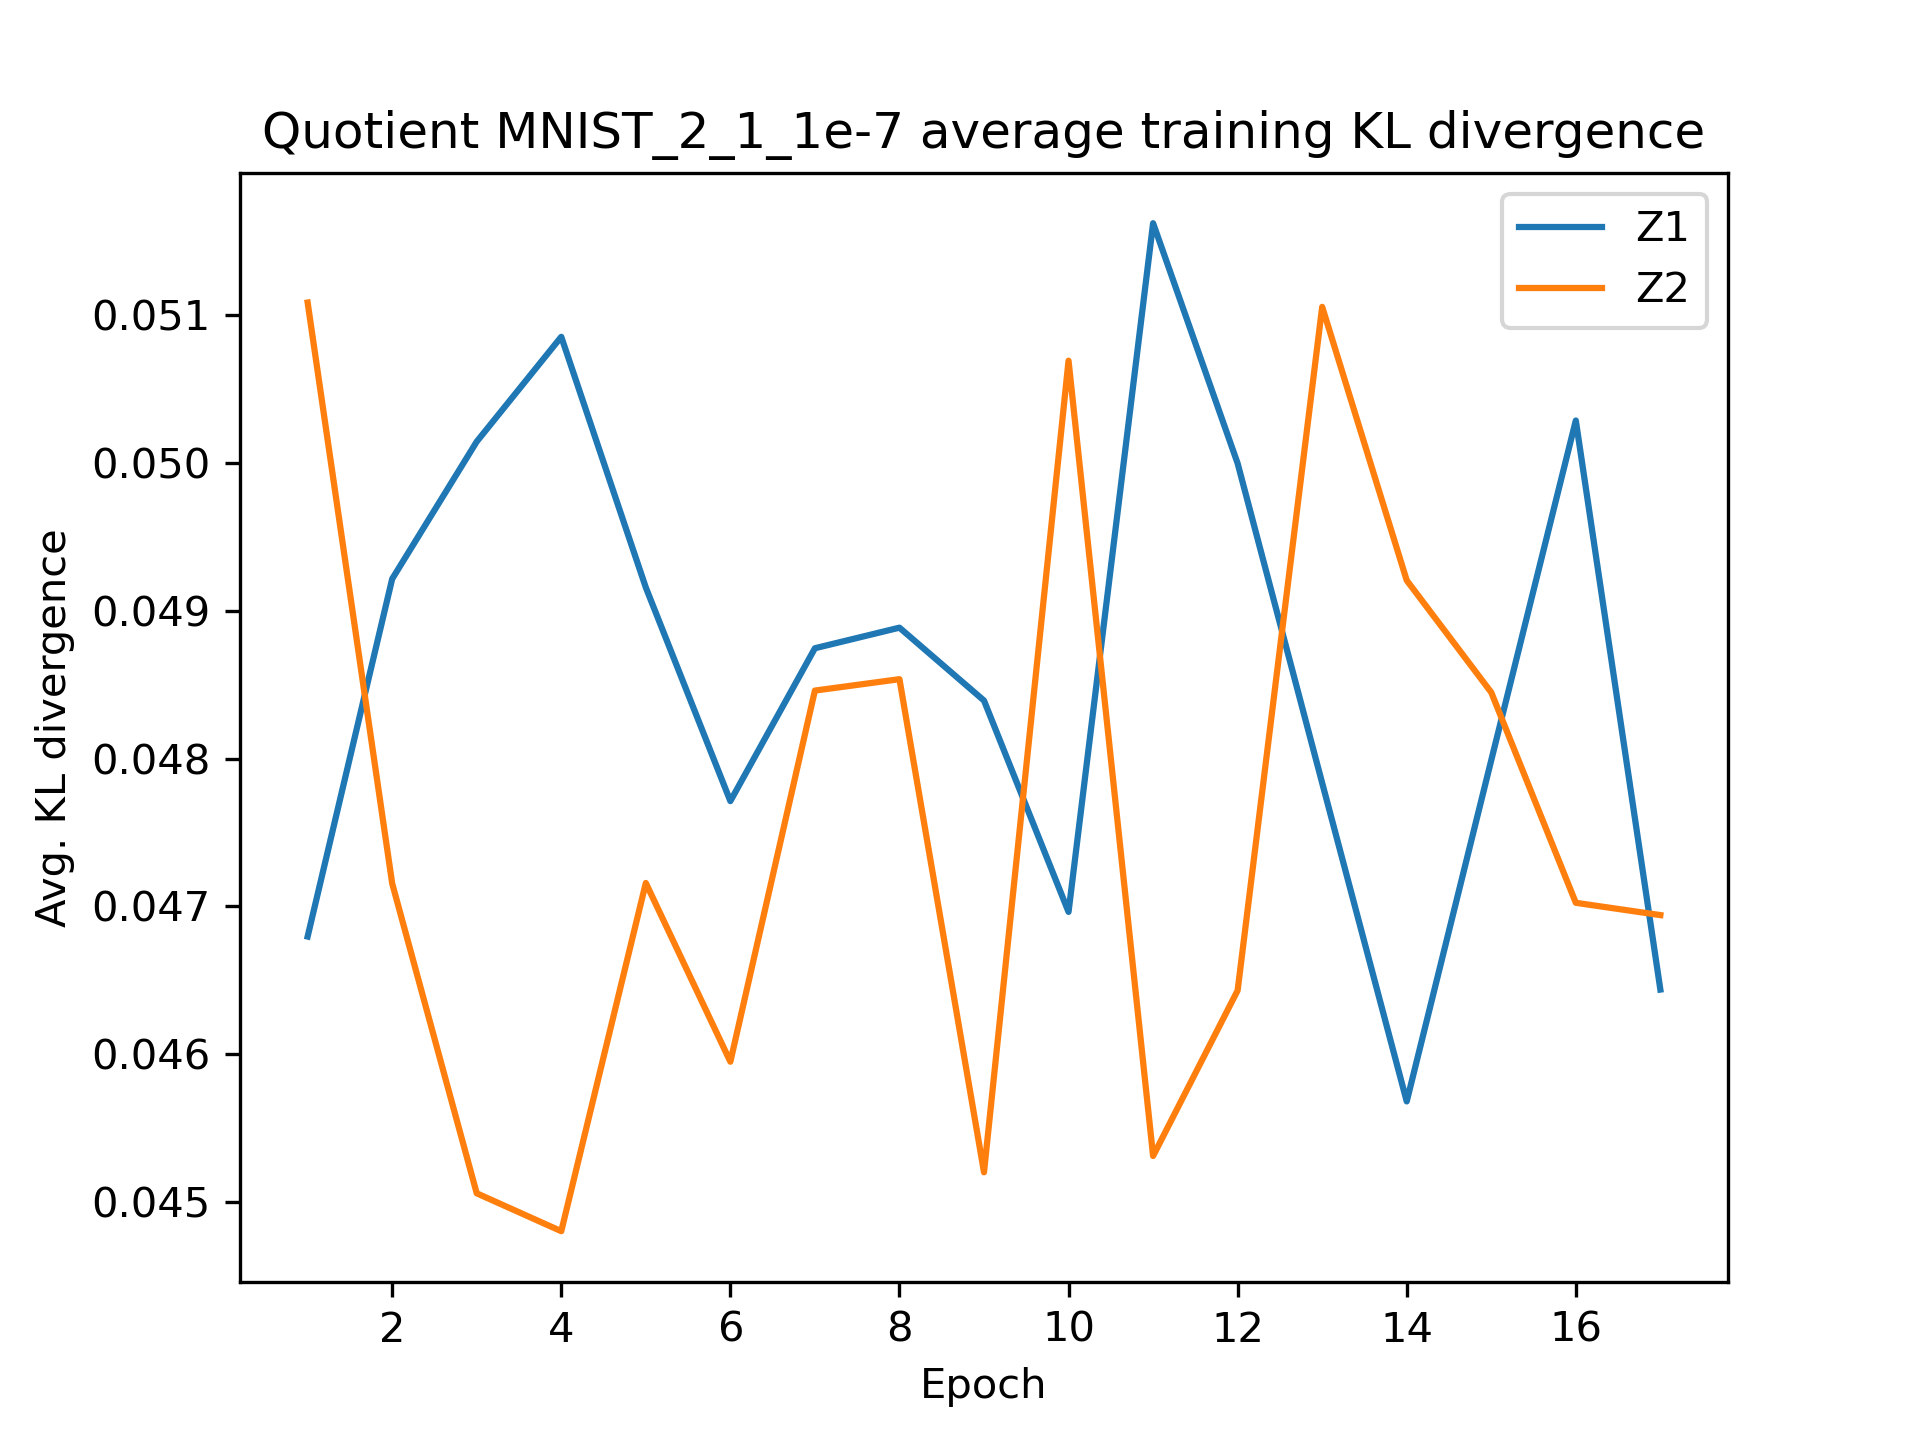 Quotient MNIST_2_1_1e-7 average training KL divergence
Z1
Z2
0.051
0.050
0.049
0.048
0.047
0.046
0.045
Avg. KL divergence
2 4 6 8 10 12 14 16
Epoch